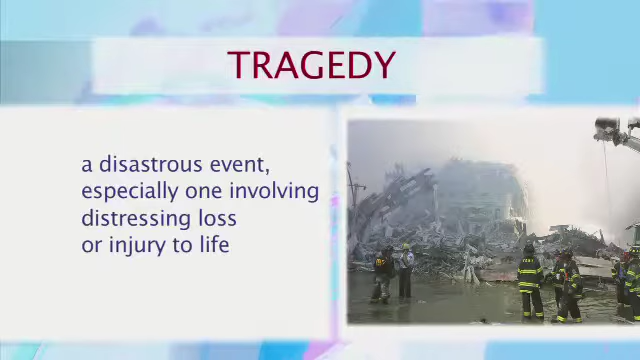 TRAGEDY
a disastrous event,
especially one involving
distressing loss
or injury to life